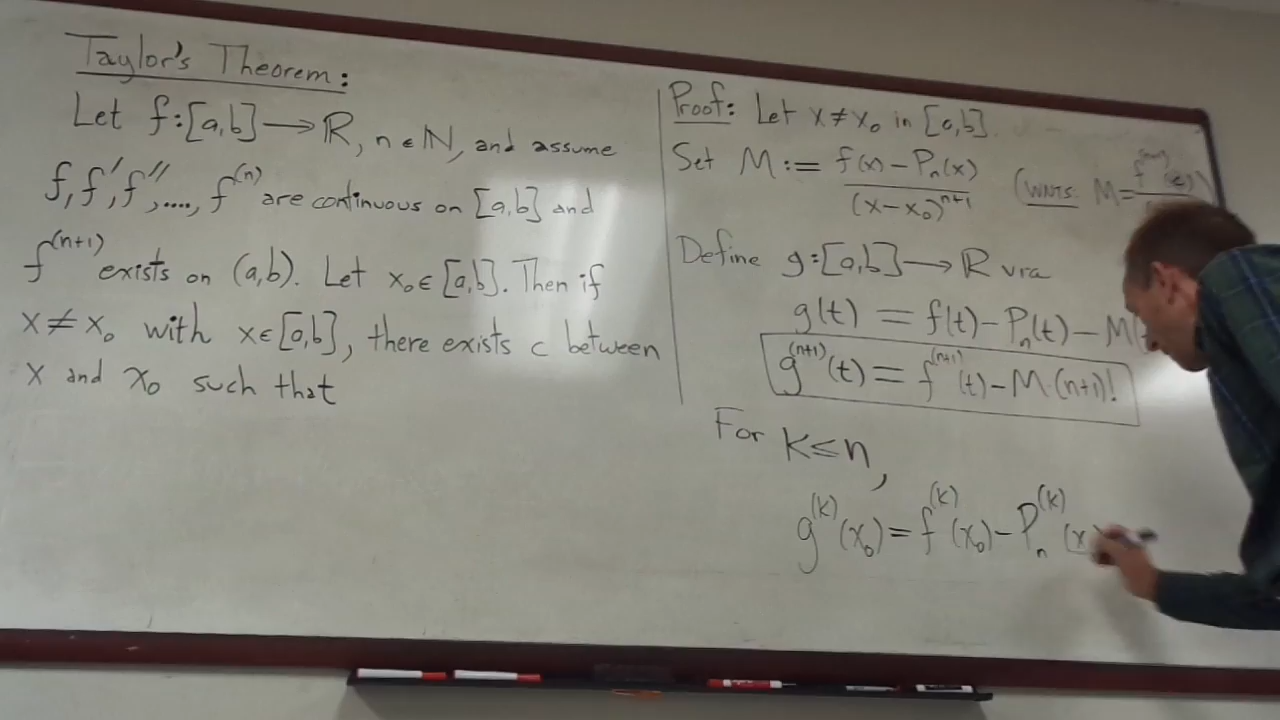 Taylor's Theorem:
Let f:[a,b]→ℝ, n∈ℕ, and assume
f, f', f'', ...., f^(n) are continuous on [a,b] and
f^(n+1) exists on (a,b). Let x₀∈[a,b]. Then if
x≠x₀ with x∈[a,b], there exists c between
x and x₀ such that
Proof: Let x≠x₀ in [a,b].
Set M := f(x)-Pₙ(x) / (x-x₀)^(n+1) (WNTS: M=
Define g:[a,b]→ℝ via
g(t) = f(t)-Pₙ(t)-M(
g^(n+1)(t) = f^(n+1)(t)-M·(n+1)!
For k≤n,
g^(k)(x₀)=f^(k)(x₀)-Pₙ^(k)(x